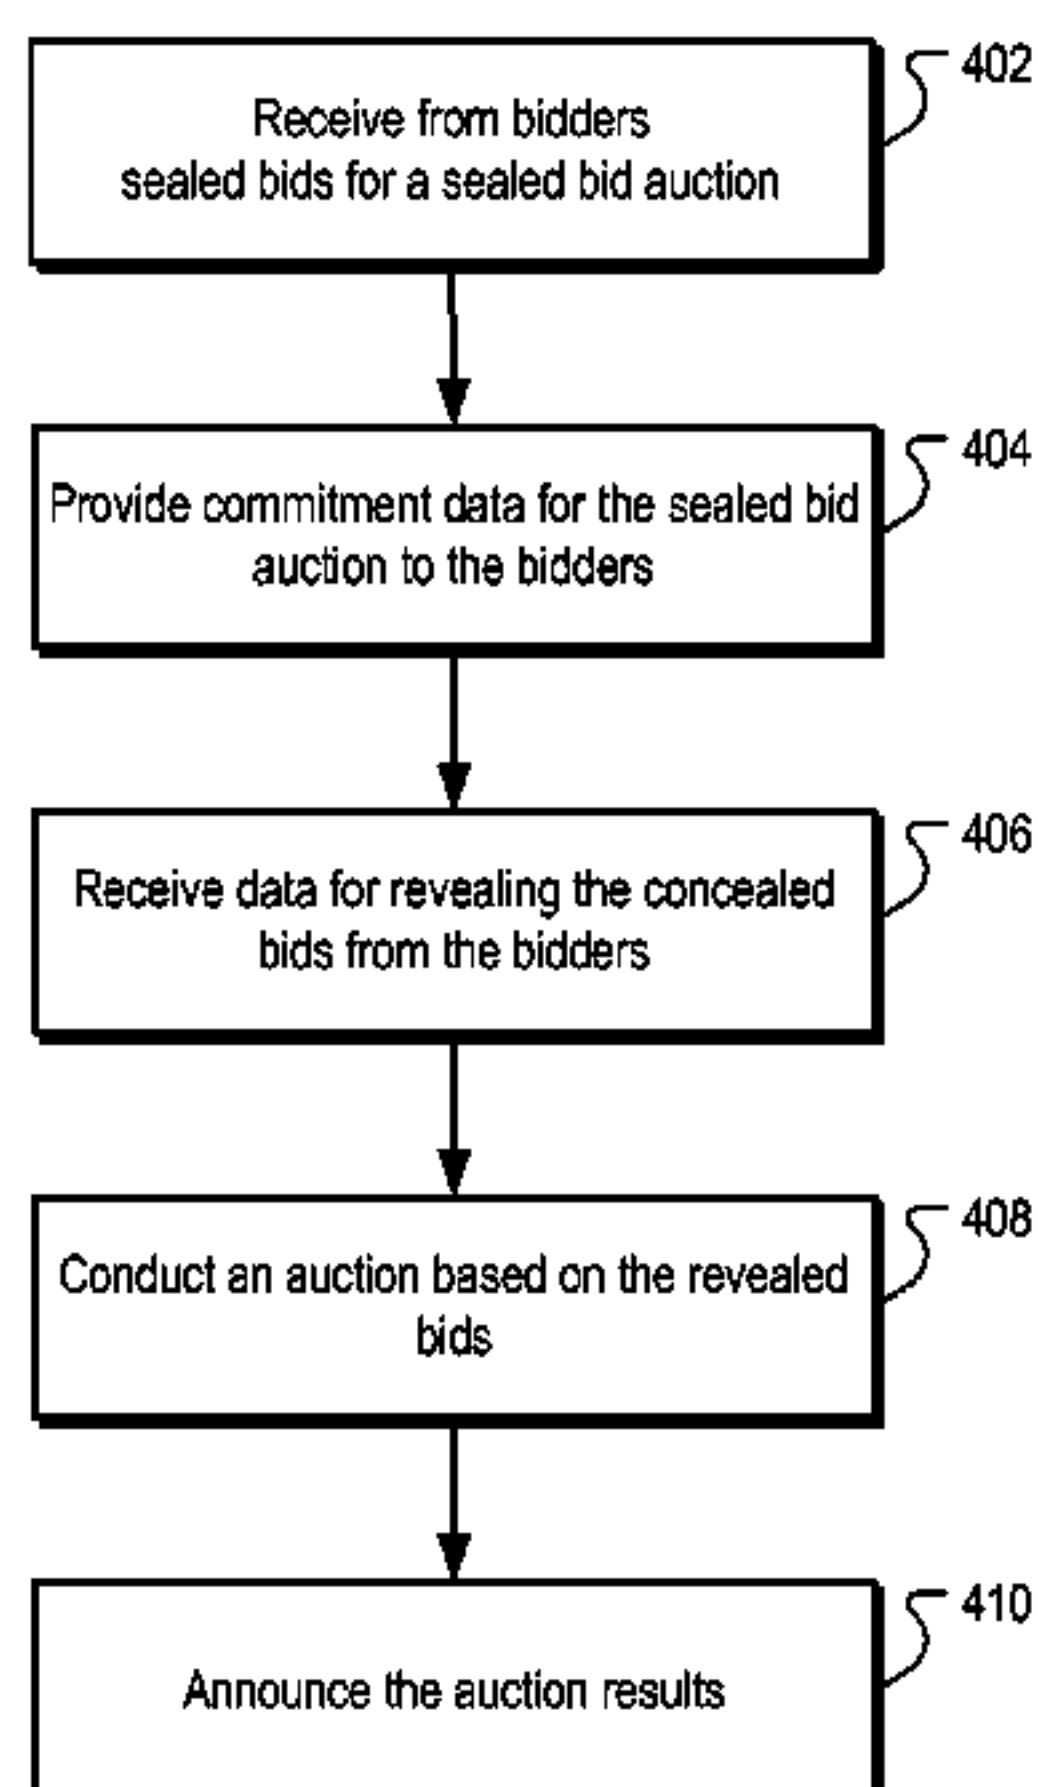 Receive from bidders
sealed bids for a sealed bid auction
402
Provide commitment data for the sealed bid
auction to the bidders
404
Receive data for revealing the concealed
bids from the bidders
406
Conduct an auction based on the revealed
bids
408
Announce the auction results
410